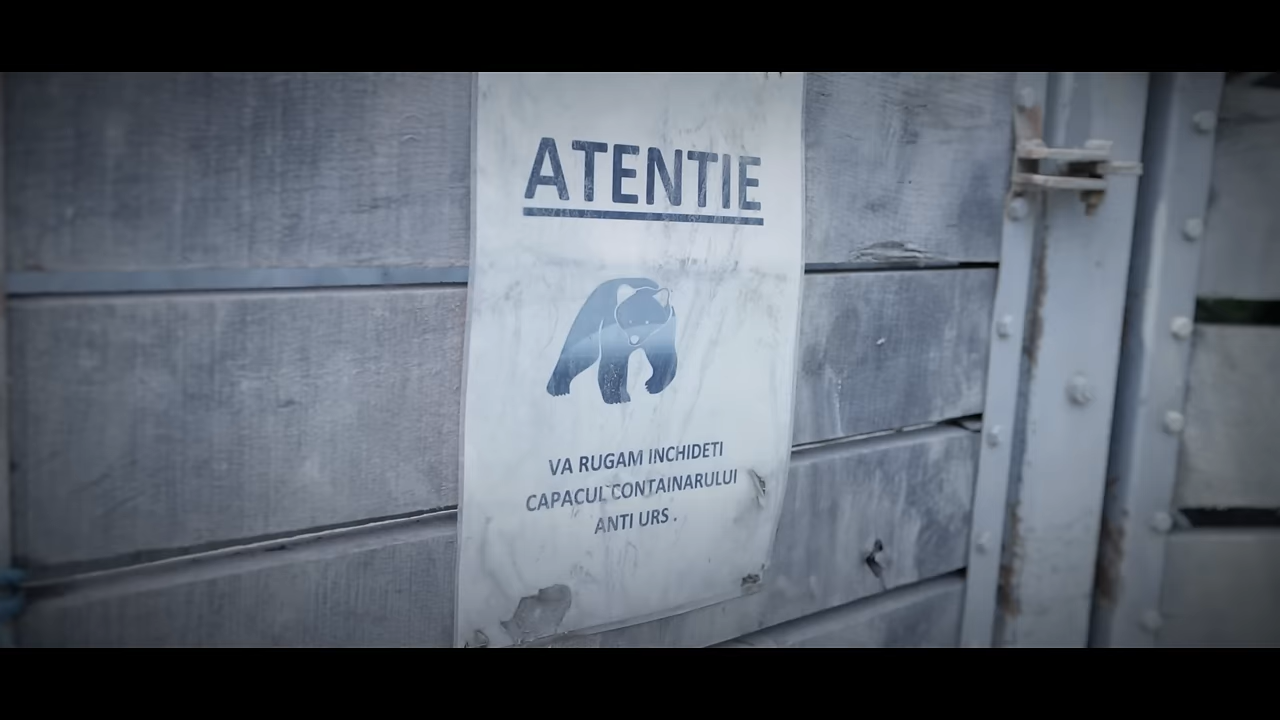 ATENTIE
VA RUGAM INCHIDETI
CAPACUL CONTAINARULUI
ANTI URS .